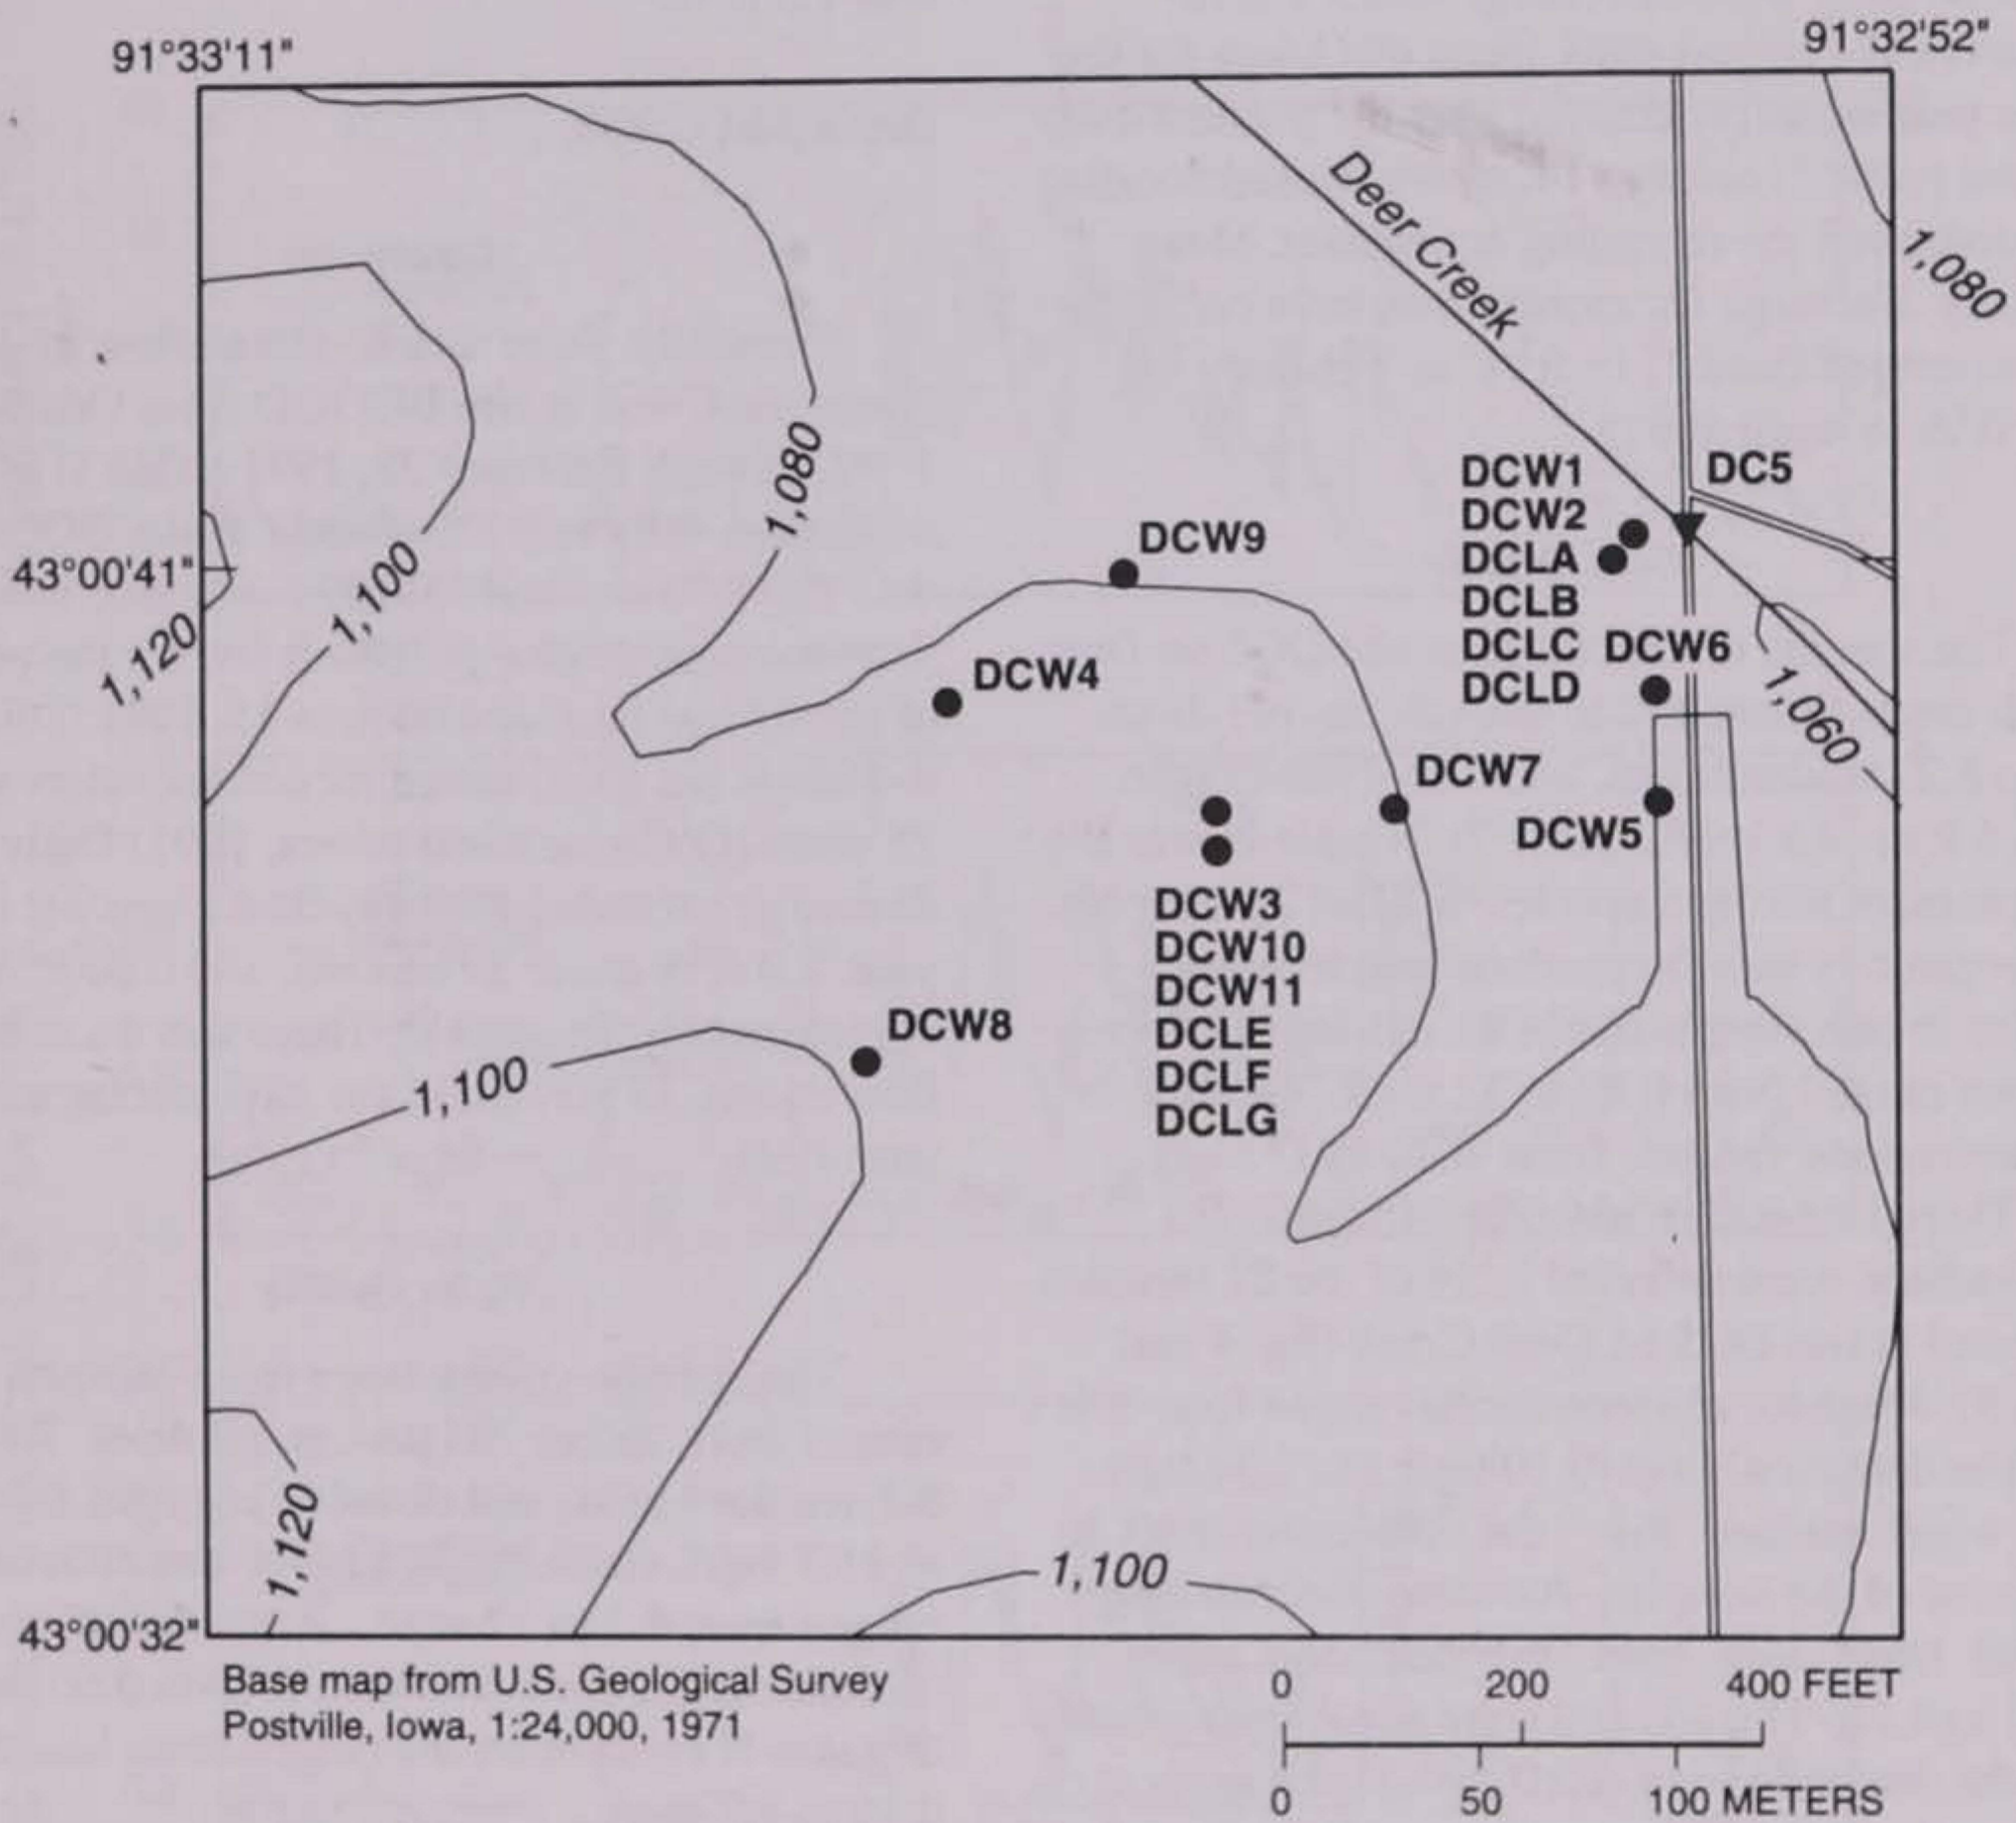 91°33'11"
91°32'52"
Deer Creek
1,080
1,080
DCW1
DCW2
DCLA
DCLB
DCLC
DCLD
DC5
DCW9
43°00'41"
1,100
1,120
DCW6
DCW4
1,060
DCW7
DCW5
DCW3
DCW10
DCW11
DCLE
DCLF
DCLG
DCW8
1,100
1,120
1,100
43°00'32"
Base map from U.S. Geological Survey
Postville, Iowa, 1:24,000, 1971
0 200 400 FEET
0 50 100 METERS